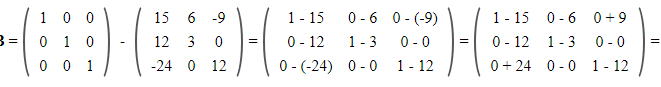 3 = ( 1 0 0 ) - ( 15 6 -9 ) = ( 1 - 15 0 - 6 0 - (-9) ) = ( 1 - 15 0 - 6 0 + 9 ) =
0 1 0 12 3 0 0 - 12 1 - 3 0 - 0 0 - 12 1 - 3 0 - 0
0 0 1 -24 0 12 0 - (-24) 0 - 0 1 - 12 0 + 24 0 - 0 1 - 12